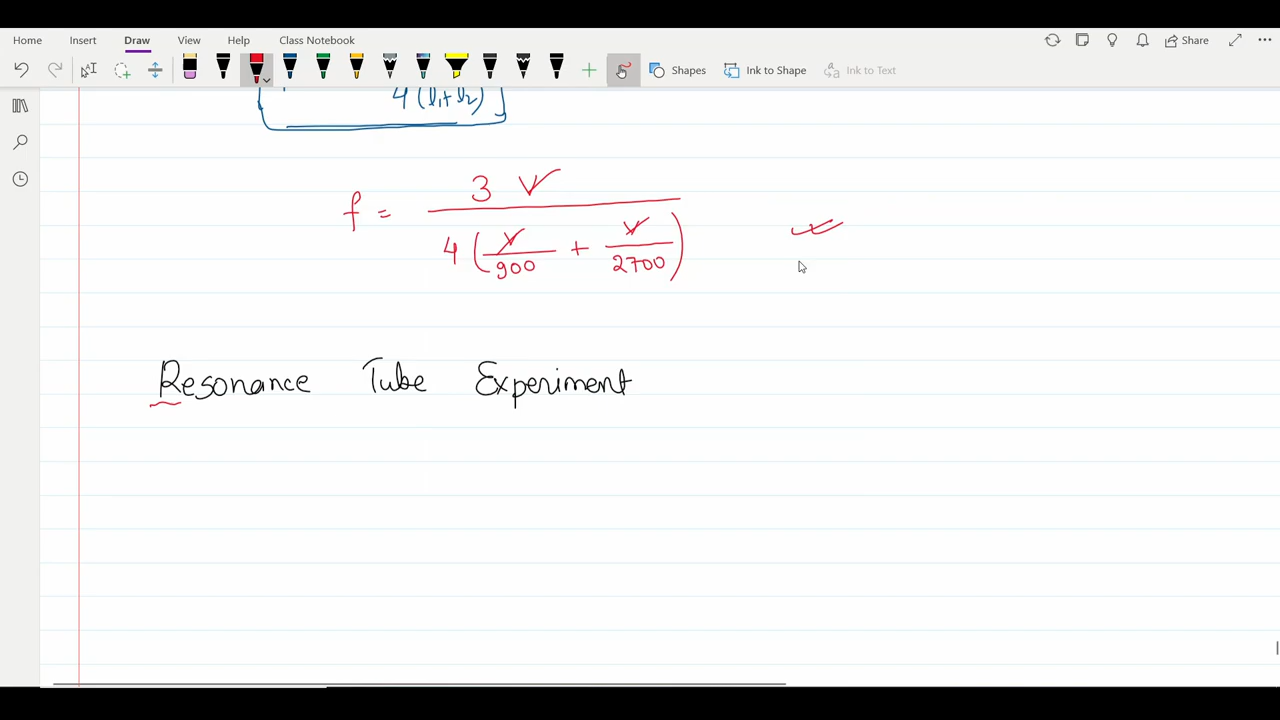 Home Insert Draw View Help Class Notebook Share
Shapes Ink to Shape Ink to Text
4 (l₁+l₂)
f = 3 V / 4 ( V/900 + V/2700 )
Resonance Tube Experiment